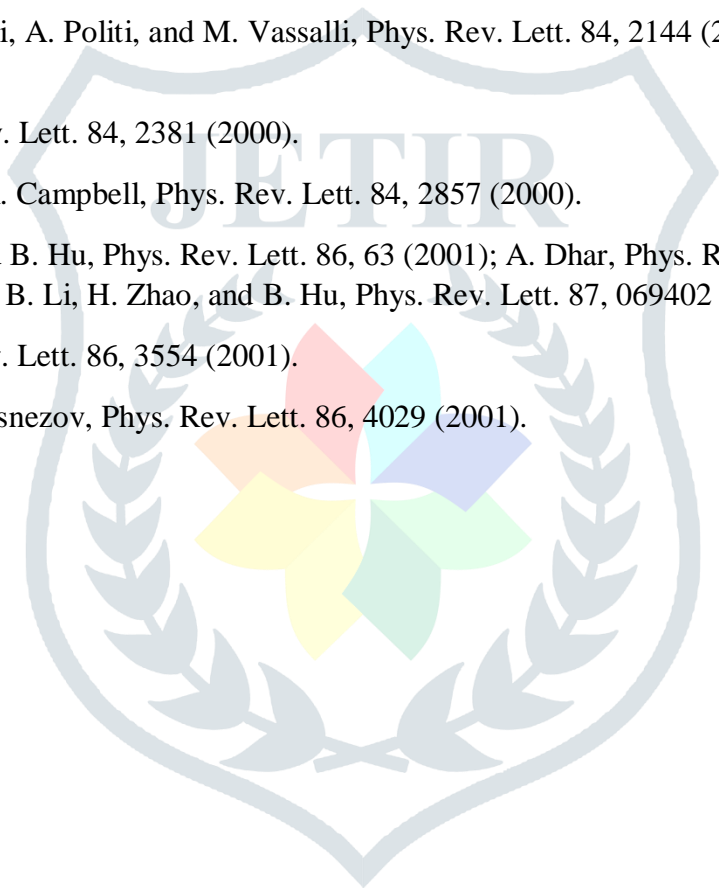 i, A. Politi, and M. Vassalli, Phys. Rev. Lett. 84, 2144 (2
. Lett. 84, 2381 (2000).
. Campbell, Phys. Rev. Lett. 84, 2857 (2000).
B. Hu, Phys. Rev. Lett. 86, 63 (2001); A. Dhar, Phys. R
B. Li, H. Zhao, and B. Hu, Phys. Rev. Lett. 87, 069402
. Lett. 86, 3554 (2001).
snezov, Phys. Rev. Lett. 86, 4029 (2001).
JETIR